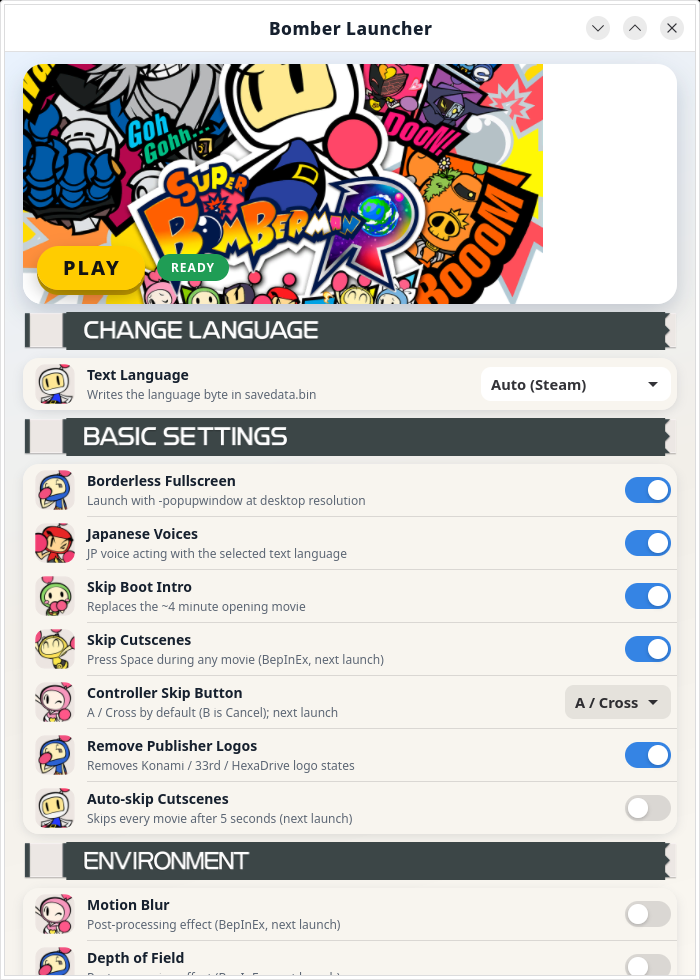 Bomber Launcher
Goh
Gohh...
DOOM!
SUPER
BOMBERMAN
R
BOOOM!
PLAY
READY
CHANGE LANGUAGE
Text Language
Writes the language byte in savedata.bin
Auto (Steam)
BASIC SETTINGS
Borderless Fullscreen
Launch with -popupwindow at desktop resolution
Japanese Voices
JP voice acting with the selected text language
Skip Boot Intro
Replaces the ~4 minute opening movie
Skip Cutscenes
Press Space during any movie (BepInEx, next launch)
Controller Skip Button
A / Cross by default (B is Cancel); next launch
A / Cross
Remove Publisher Logos
Removes Konami / 33rd / HexaDrive logo states
Auto-skip Cutscenes
Skips every movie after 5 seconds (next launch)
ENVIRONMENT
Motion Blur
Post-processing effect (BepInEx, next launch)
Depth of Field